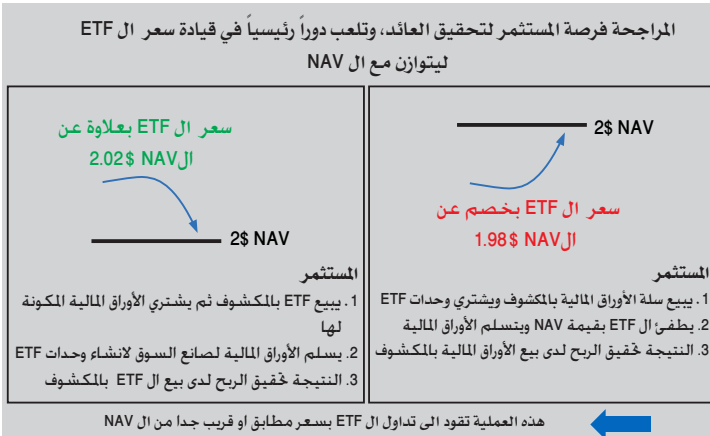 المراجحة فرصة المستثمر لتحقيق العائد، وتلعب دوراً رئيسياً في قيادة سعر ال ETF
ليتوازن مع ال NAV
2$ NAV
سعر ال ETF بخصم عن
الNAV $1.98
المستثمر
1. يبيع سلة الأوراق المالية بالمكشوف ويشتري وحدات ETF
2. يطفئ ال ETF بقيمة NAV ويتسلم الأوراق المالية
3. النتيجة تحقيق الربح لدى بيع الأوراق المالية بالمكشوف
سعر ال ETF بعلاوة عن
الNAV $2.02
2$ NAV
المستثمر
1. يبيع ETF بالمكشوف ثم يشتري الأوراق المالية المكونة
لها
2. يسلم الأوراق المالية لصانع السوق لانشاء وحدات ETF
3. النتيجة تحقيق الربح لدى بيع ال ETF بالمكشوف
هذه العملية تقود الى تداول ال ETF بسعر مطابق او قريب جدا من ال NAV